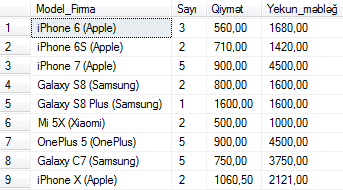 Model_Firma Sayı Qiymət Yekun_məbləğ
1 iPhone 6 (Apple) 3 560,00 1680,00
2 iPhone 6S (Apple) 2 710,00 1420,00
3 iPhone 7 (Apple) 5 900,00 4500,00
4 Galaxy S8 (Samsung) 2 800,00 1600,00
5 Galaxy S8 Plus (Samsung) 1 1600,00 1600,00
6 Mi 5X (Xiaomi) 2 500,00 1000,00
7 OnePlus 5 (OnePlus) 5 900,00 4500,00
8 Galaxy C7 (Samsung) 5 750,00 3750,00
9 iPhone X (Apple) 2 1060,50 2121,00